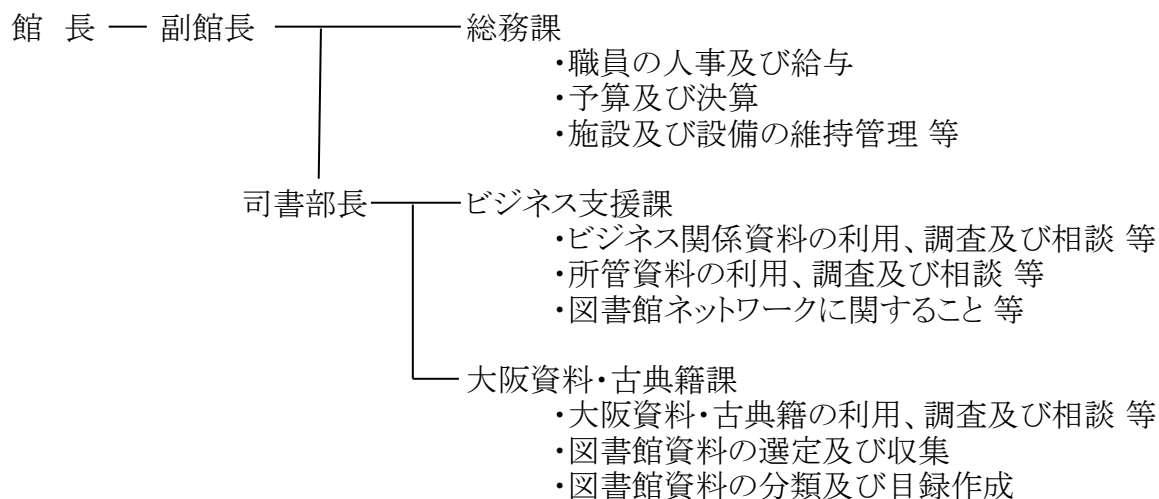 館 長 副館長 総務課
・職員の人事及び給与
・予算及び決算
・施設及び設備の維持管理 等
司書部長 ビジネス支援課
・ビジネス関係資料の利用、調査及び相談 等
・所管資料の利用、調査及び相談 等
・図書館ネットワークに関すること 等
大阪資料・古典籍課
・大阪資料・古典籍の利用、調査及び相談 等
・図書館資料の選定及び収集
・図書館資料の分類及び目録作成